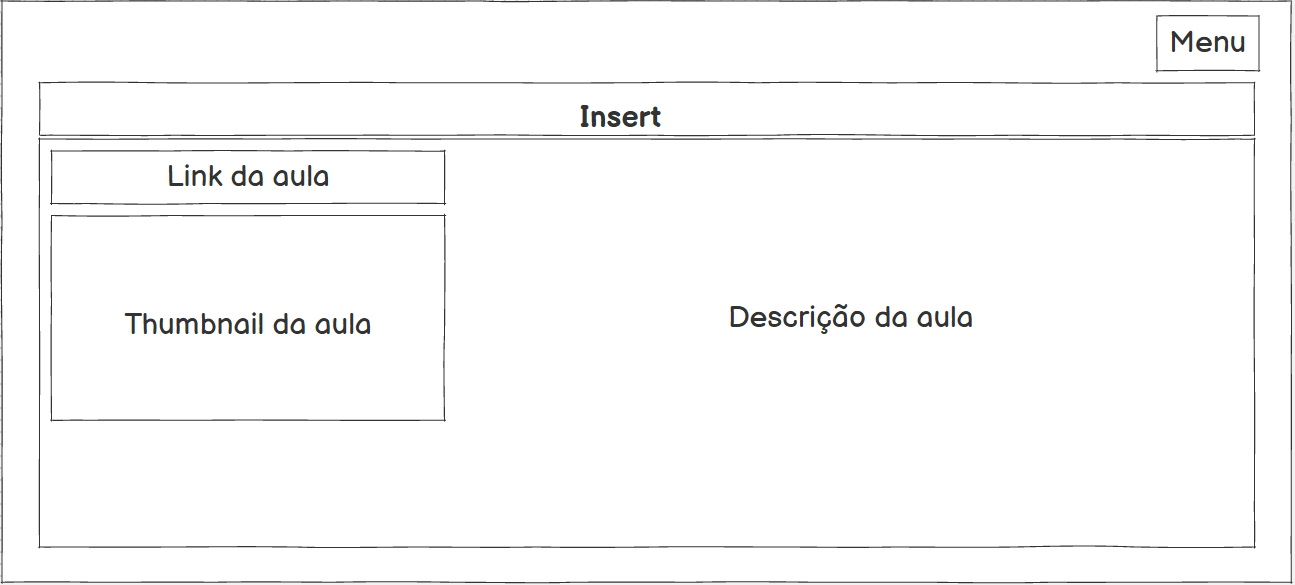 Menu
Insert
Link da aula
Thumbnail da aula
Descrição da aula